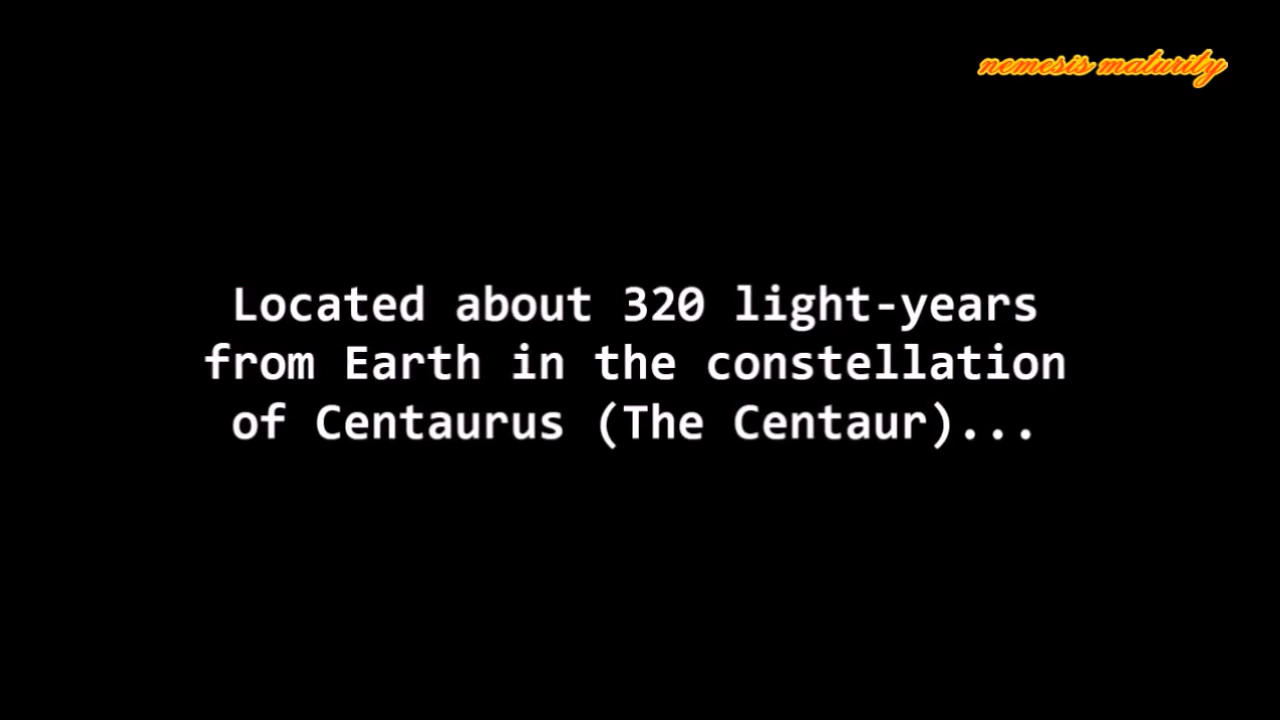 nemesis maturity
Located about 320 light-years
from Earth in the constellation
of Centaurus (The Centaur)...